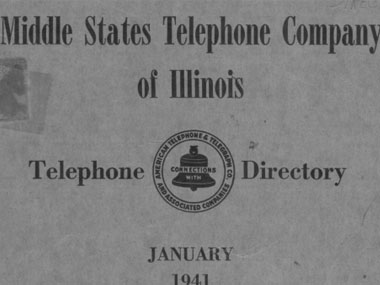 Middle States Telephone Company
of Illinois
Telephone Directory
AMERICAN TELEPHONE & TELEGRAPH CO.
AND ASSOCIATED COMPANIES
CONNECTIONS
WITH
JANUARY
1941